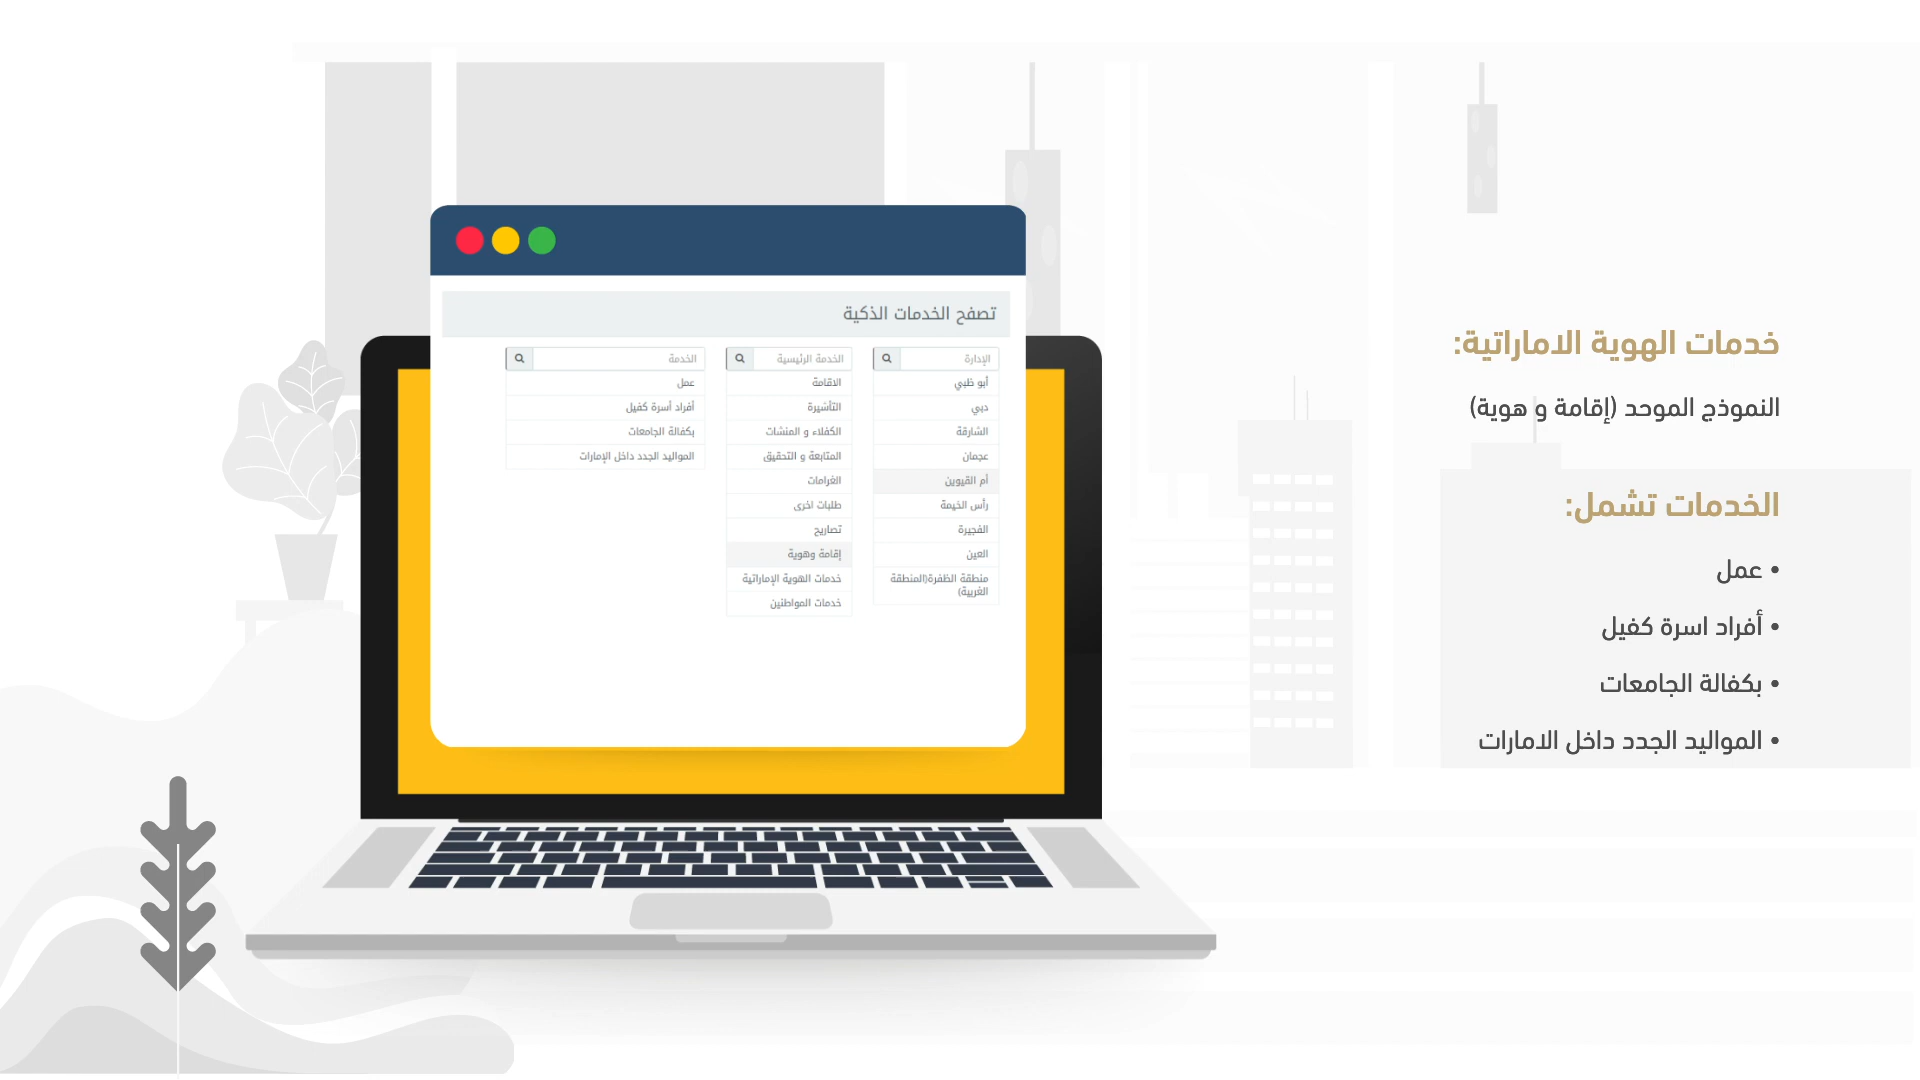 خدمات الهوية الاماراتية:
النموذج الموحد (إقامة و هوية)
الخدمات تشمل:
• عمل
• أفراد اسرة كفيل
• بكفالة الجامعات
• المواليد الجدد داخل الامارات
تصفح الخدمات الذكية
الإدارة
أبو ظبي
دبي
الشارقة
عجمان
أم القيوين
رأس الخيمة
الفجيرة
العين
منطقة الظفرة(المنطقة
الغربية)
الخدمة الرئيسية
الاقامة
التأشيرة
الكفلاء و المنشات
المتابعة و التحقيق
الغرامات
طلبات اخرى
تصاريح
إقامة وهوية
خدمات الهوية الإماراتية
خدمات المواطنين
الخدمة
عمل
أفراد أسرة كفيل
بكفالة الجامعات
المواليد الجدد داخل الإمارات